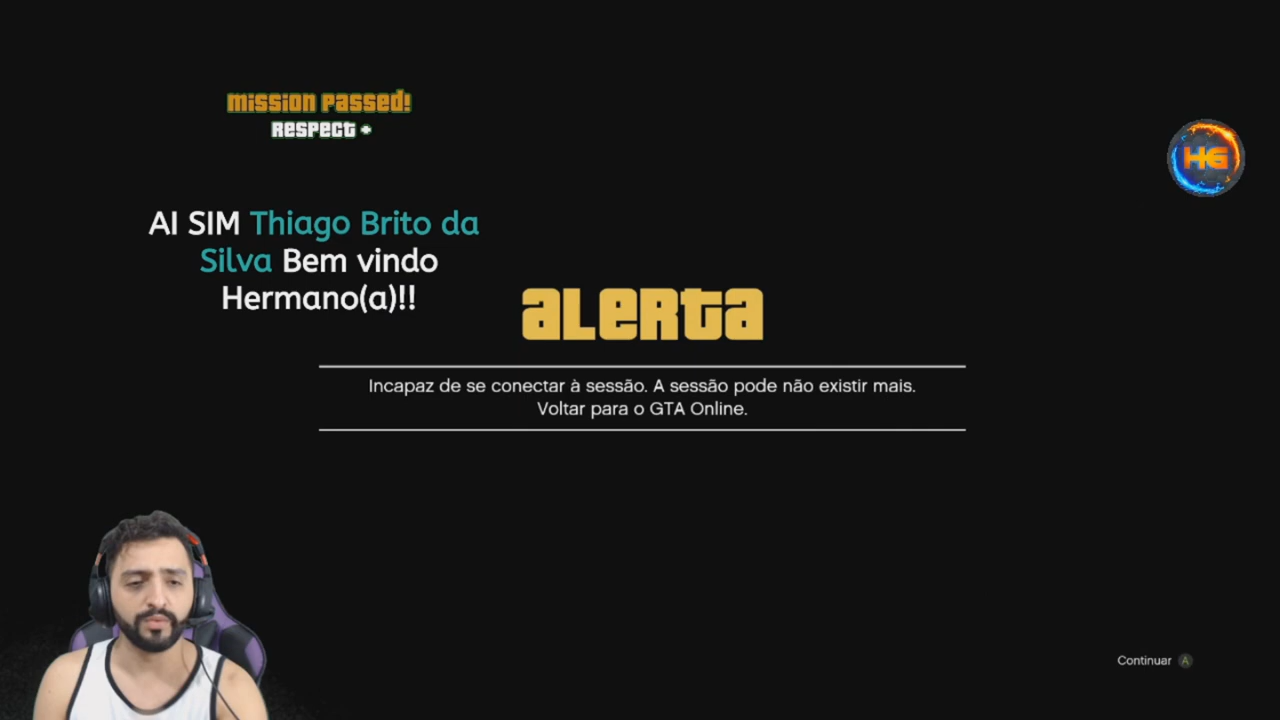 mission passed!
Respect +
HG
AI SIM Thiago Brito da
Silva Bem vindo
Hermano(a)!!
aLeRta
Incapaz de se conectar à sessão. A sessão pode não existir mais.
Voltar para o GTA Online.
Continuar A